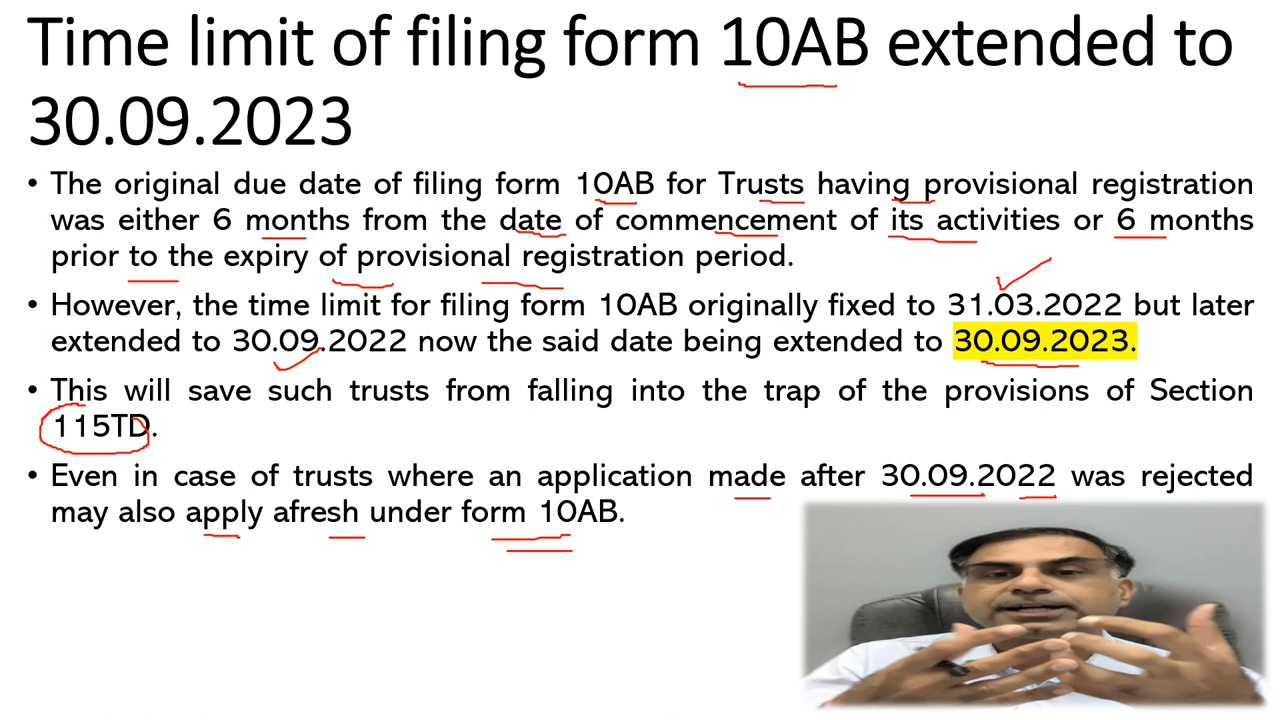 Time limit of filing form 10AB extended to
30.09.2023
• The original due date of filing form 10AB for Trusts having provisional registration
was either 6 months from the date of commencement of its activities or 6 months
prior to the expiry of provisional registration period.
• However, the time limit for filing form 10AB originally fixed to 31.03.2022 but later
extended to 30.09.2022 now the said date being extended to 30.09.2023.
• This will save such trusts from falling into the trap of the provisions of Section
115TD.
• Even in case of trusts where an application made after 30.09.2022 was rejected
may also apply afresh under form 10AB.